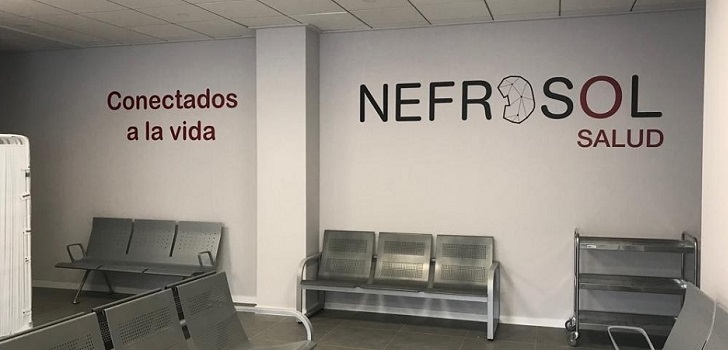 Conectados
a la vida
NEFROSOL
SALUD